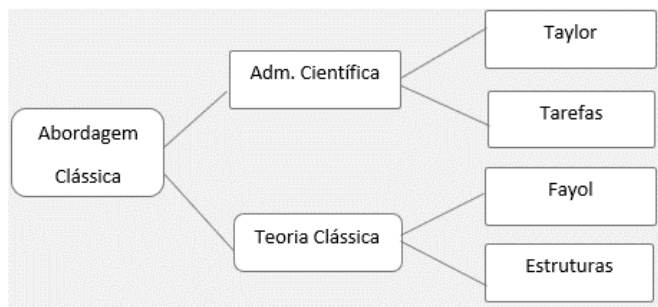 Abordagem
Clássica
Adm. Científica
Taylor
Tarefas
Teoria Clássica
Fayol
Estruturas